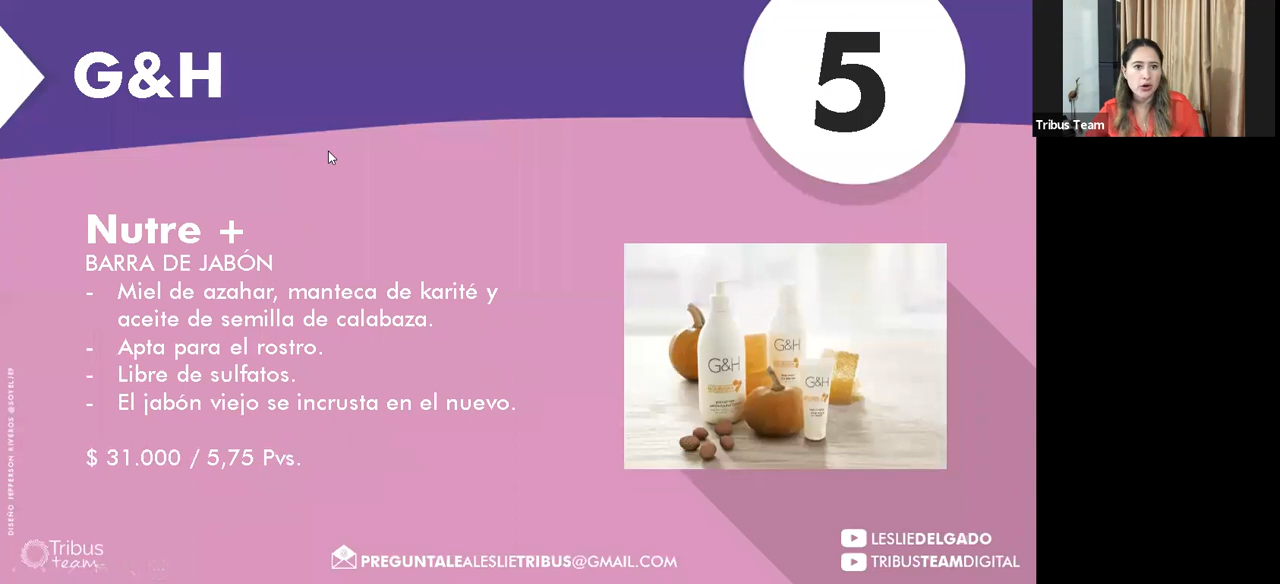 G&H
5
Tribus Team
Nutre +
BARRA DE JABÓN
- Miel de azahar, manteca de karité y
aceite de semilla de calabaza.
- Apta para el rostro.
- Libre de sulfatos.
- El jabón viejo se incrusta en el nuevo.
$ 31.000 / 5,75 Pvs.
G&H
G&H
G&H
DISEÑO JEFFERSON RIVEROS @SOYELJEF
Tribus
team
PREGUNTALEALESLIETRIBUS@GMAIL.COM
LESLIEDELGADO
TRIBUSTEAMDIGITAL